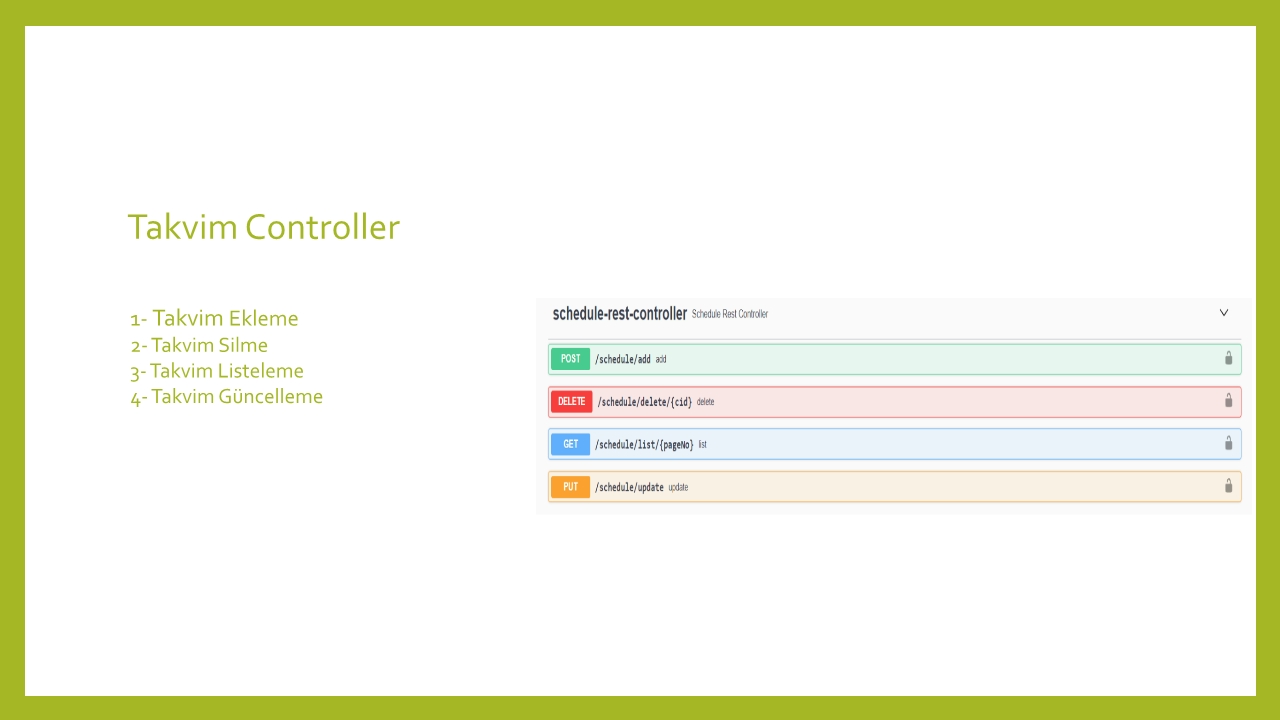 Takvim Controller
1- Takvim Ekleme
2- Takvim Silme
3- Takvim Listeleme
4- Takvim Güncelleme
schedule-rest-controller Schedule Rest Controller
POST /schedule/add add
DELETE /schedule/delete/{cid} delete
GET /schedule/list/{pageNo} list
PUT /schedule/update update